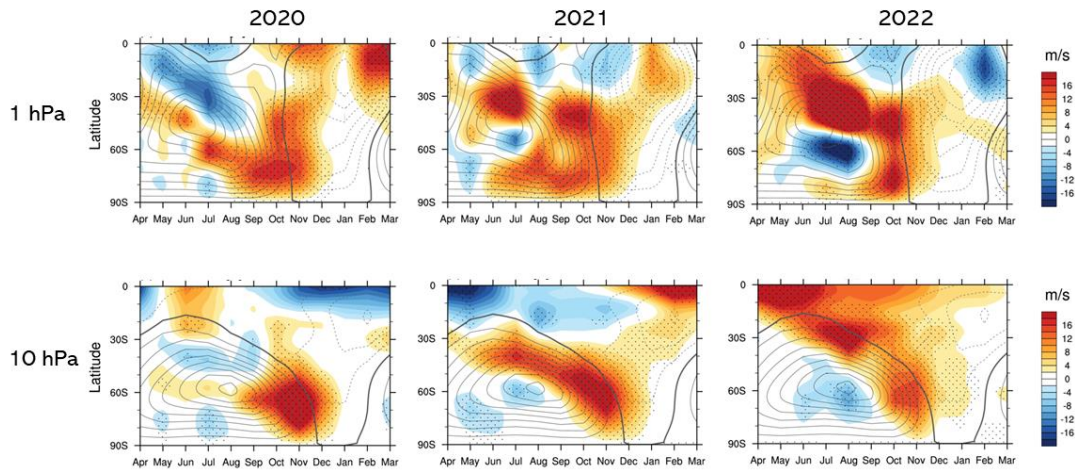 2020 2021 2022
1 hPa
Latitude
0 0 0
30S 30S 30S
60S 60S 60S
90S 90S 90S
Apr May Jun Jul Aug Sep Oct Nov Dec Jan Feb Mar
Apr May Jun Jul Aug Sep Oct Nov Dec Jan Feb Mar
Apr May Jun Jul Aug Sep Oct Nov Dec Jan Feb Mar
m/s
16
12
8
4
0
-4
-8
-12
-16
10 hPa
Latitude
0 0 0
30S 30S 30S
60S 60S 60S
90S 90S 90S
Apr May Jun Jul Aug Sep Oct Nov Dec Jan Feb Mar
Apr May Jun Jul Aug Sep Oct Nov Dec Jan Feb Mar
Apr May Jun Jul Aug Sep Oct Nov Dec Jan Feb Mar
m/s
16
12
8
4
0
-4
-8
-12
-16